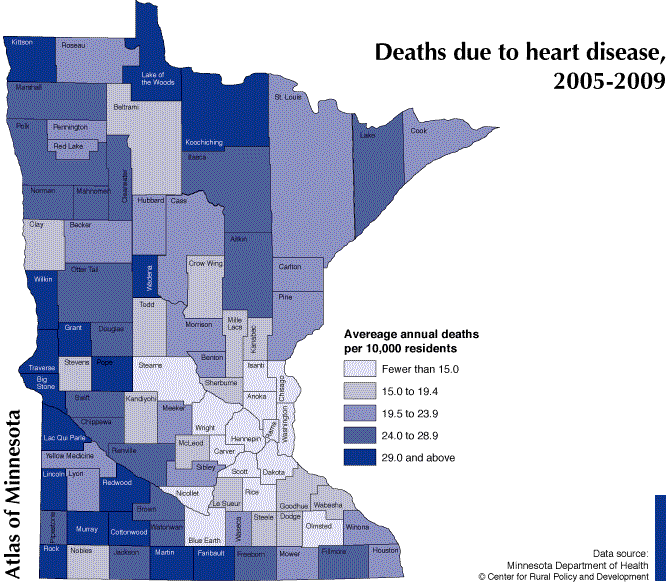 Deaths due to heart disease,
2005-2009
Kittson
Roseau
Lake of
the Woods
Marshall
Beltrami
St. Louis
Koochiching
Polk
Pennington
Red Lake
Lake
Cook
Itasca
Clearwater
Norman
Mahnomen
Hubbard
Cass
Clay
Becker
Aitkin
Crow Wing
Carlton
Wilkin
Otter Tail
Wadena
Pine
Todd
Mille
Lacs
Kanabec
Grant
Douglas
Morrison
Traverse
Stevens
Pope
Stearns
Benton
Isanti
Chisago
Big
Stone
Sherburne
Anoka
Swift
Kandiyohi
Meeker
Wright
Washington
Chippewa
Hennepin
Lac Qui Parle
McLeod
Carver
Renville
Yellow Medicine
Sibley
Scott
Dakota
Lincoln
Lyon
Redwood
Nicollet
Le Sueur
Rice
Goodhue
Wabasha
Brown
Pipestone
Murray
Cottonwood
Watonwan
Blue Earth
Waseca
Steele
Dodge
Olmsted
Winona
Rock
Nobles
Jackson
Martin
Faribault
Freeborn
Mower
Fillmore
Houston
Avereage annual deaths
per 10,000 residents
Fewer than 15.0
15.0 to 19.4
19.5 to 23.9
24.0 to 28.9
29.0 and above
Atlas of Minnesota
Data source:
Minnesota Department of Health
© Center for Rural Policy and Development